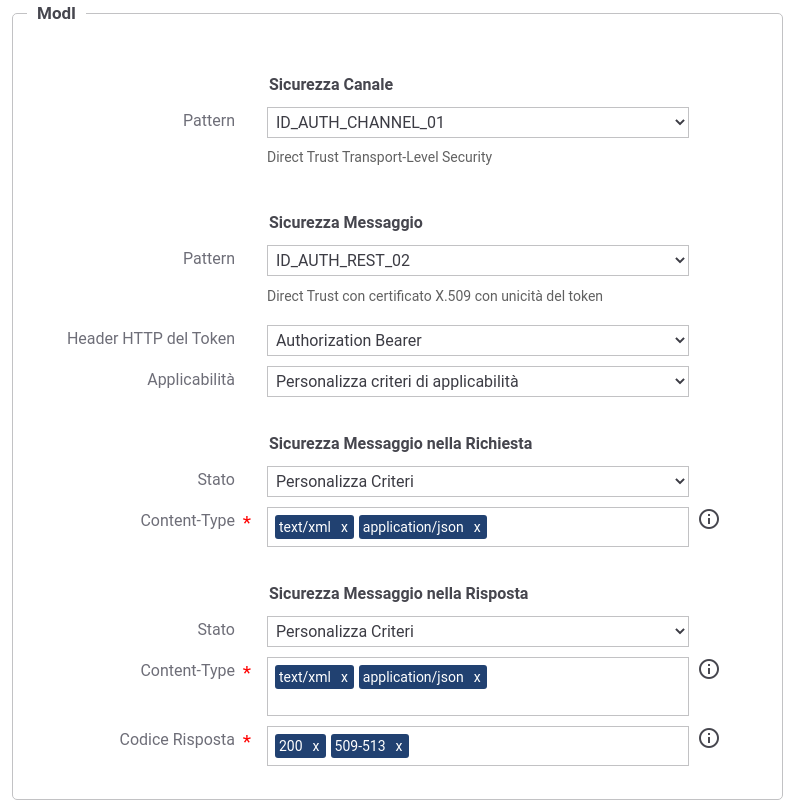 ModI
Sicurezza Canale
Pattern ID_AUTH_CHANNEL_01
Direct Trust Transport-Level Security
Sicurezza Messaggio
Pattern ID_AUTH_REST_02
Direct Trust con certificato X.509 con unicità del token
Header HTTP del Token Authorization Bearer
Applicabilità Personalizza criteri di applicabilità
Sicurezza Messaggio nella Richiesta
Stato Personalizza Criteri
Content-Type * text/xml x application/json x
Sicurezza Messaggio nella Risposta
Stato Personalizza Criteri
Content-Type * text/xml x application/json x
Codice Risposta * 200 x 509-513 x